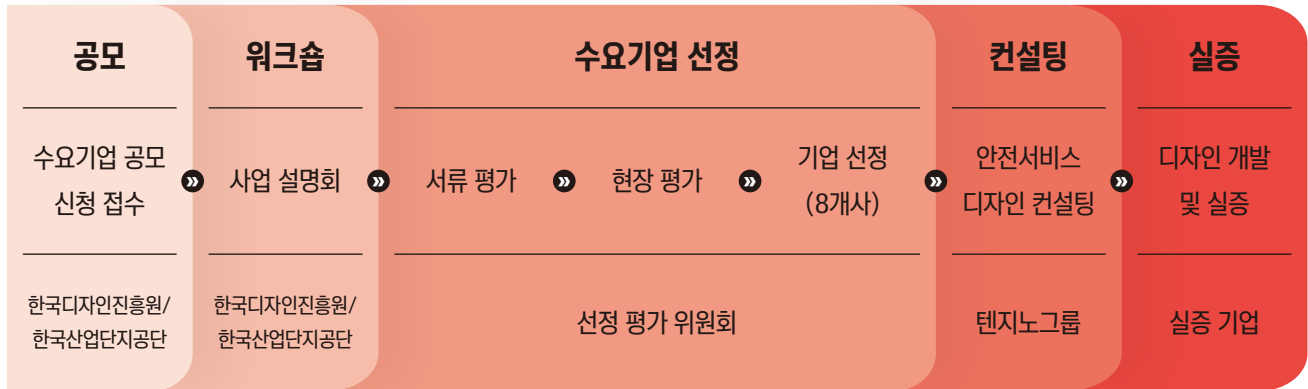 공모
워크숍
수요기업 선정
컨설팅
실증
수요기업 공모
신청 접수
사업 설명회
서류 평가
현장 평가
기업 선정
(8개사)
안전서비스
디자인 컨설팅
디자인 개발
및 실증
한국디자인진흥원/
한국산업단지공단
한국디자인진흥원/
한국산업단지공단
선정 평가 위원회
텐지노그룹
실증 기업